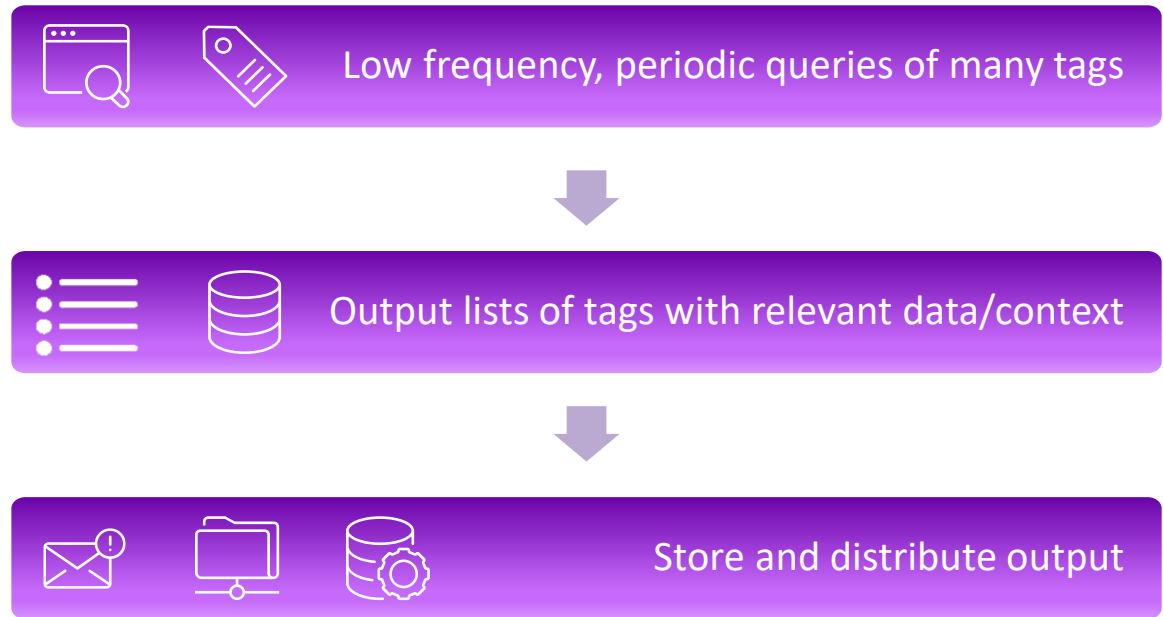 Low frequency, periodic queries of many tags
Output lists of tags with relevant data/context
Store and distribute output